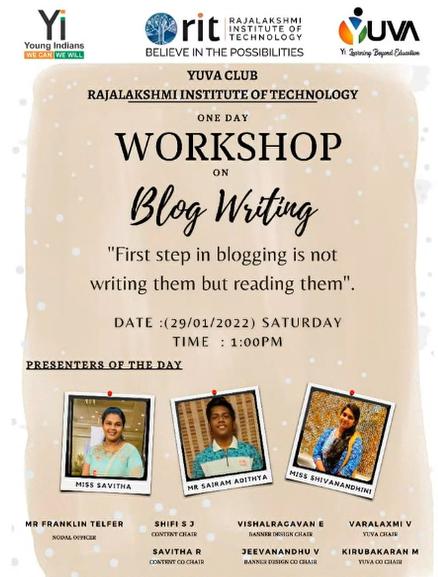 Yi
Young Indians
WE CAN WE WILL
rit RAJALAKSHMI
INSTITUTE OF
TECHNOLOGY
BELIEVE IN THE POSSIBILITIES
YUVA
Yi Learning Beyond Education
YUVA CLUB
RAJALAKSHMI INSTITUTE OF TECHNOLOGY
ONE DAY
WORKSHOP
ON
Blog Writing
"First step in blogging is not
writing them but reading them".
DATE :(29/01/2022) SATURDAY
TIME : 1:00PM
PRESENTERS OF THE DAY
MISS SAVITHA
MR SAIRAM ADITHYA
MISS SHIVANANDHINI
MR FRANKLIN TELFER
NODAL OFFICER
SHIFI S J
CONTENT CHAIR
VISHALRAGAVAN E
BANNER DESIGN CHAIR
VARALAXMI V
YUVA CHAIR
SAVITHA R
CONTENT CO CHAIR
JEEVANANDHU V
BANNER DESIGN CO CHAIR
KIRUBAKARAN M
YUVA CO CHAIR